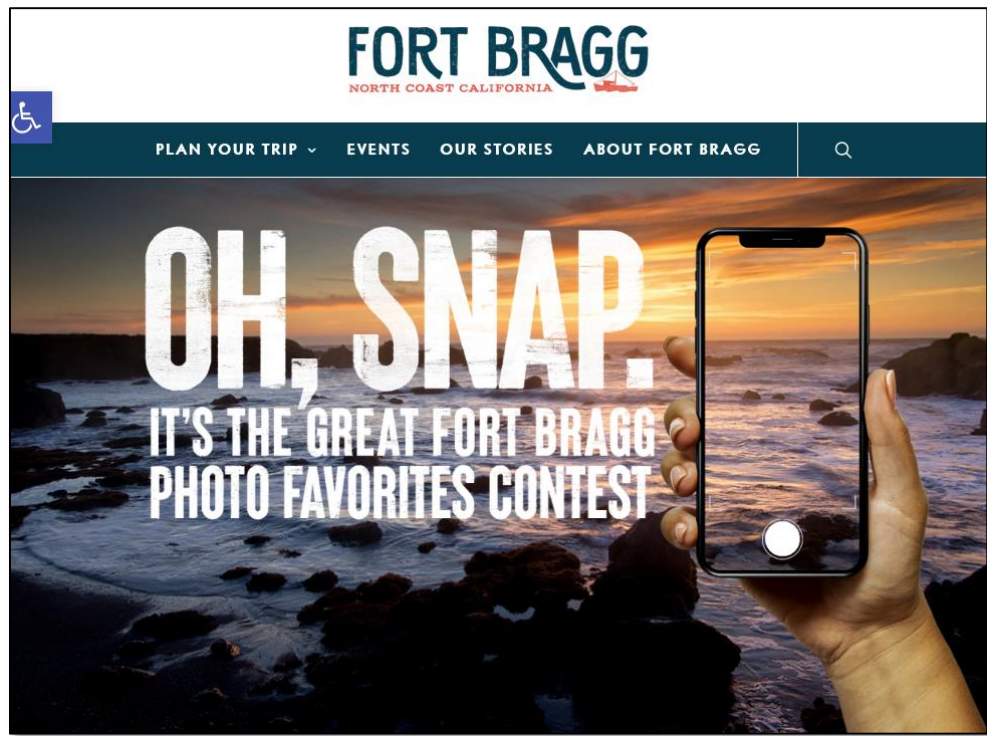 FORT BRAGG
NORTH COAST CALIFORNIA
PLAN YOUR TRIP EVENTS OUR STORIES ABOUT FORT BRAGG
OH, SNAP.
IT'S THE GREAT FORT BRAGG
PHOTO FAVORITES CONTEST